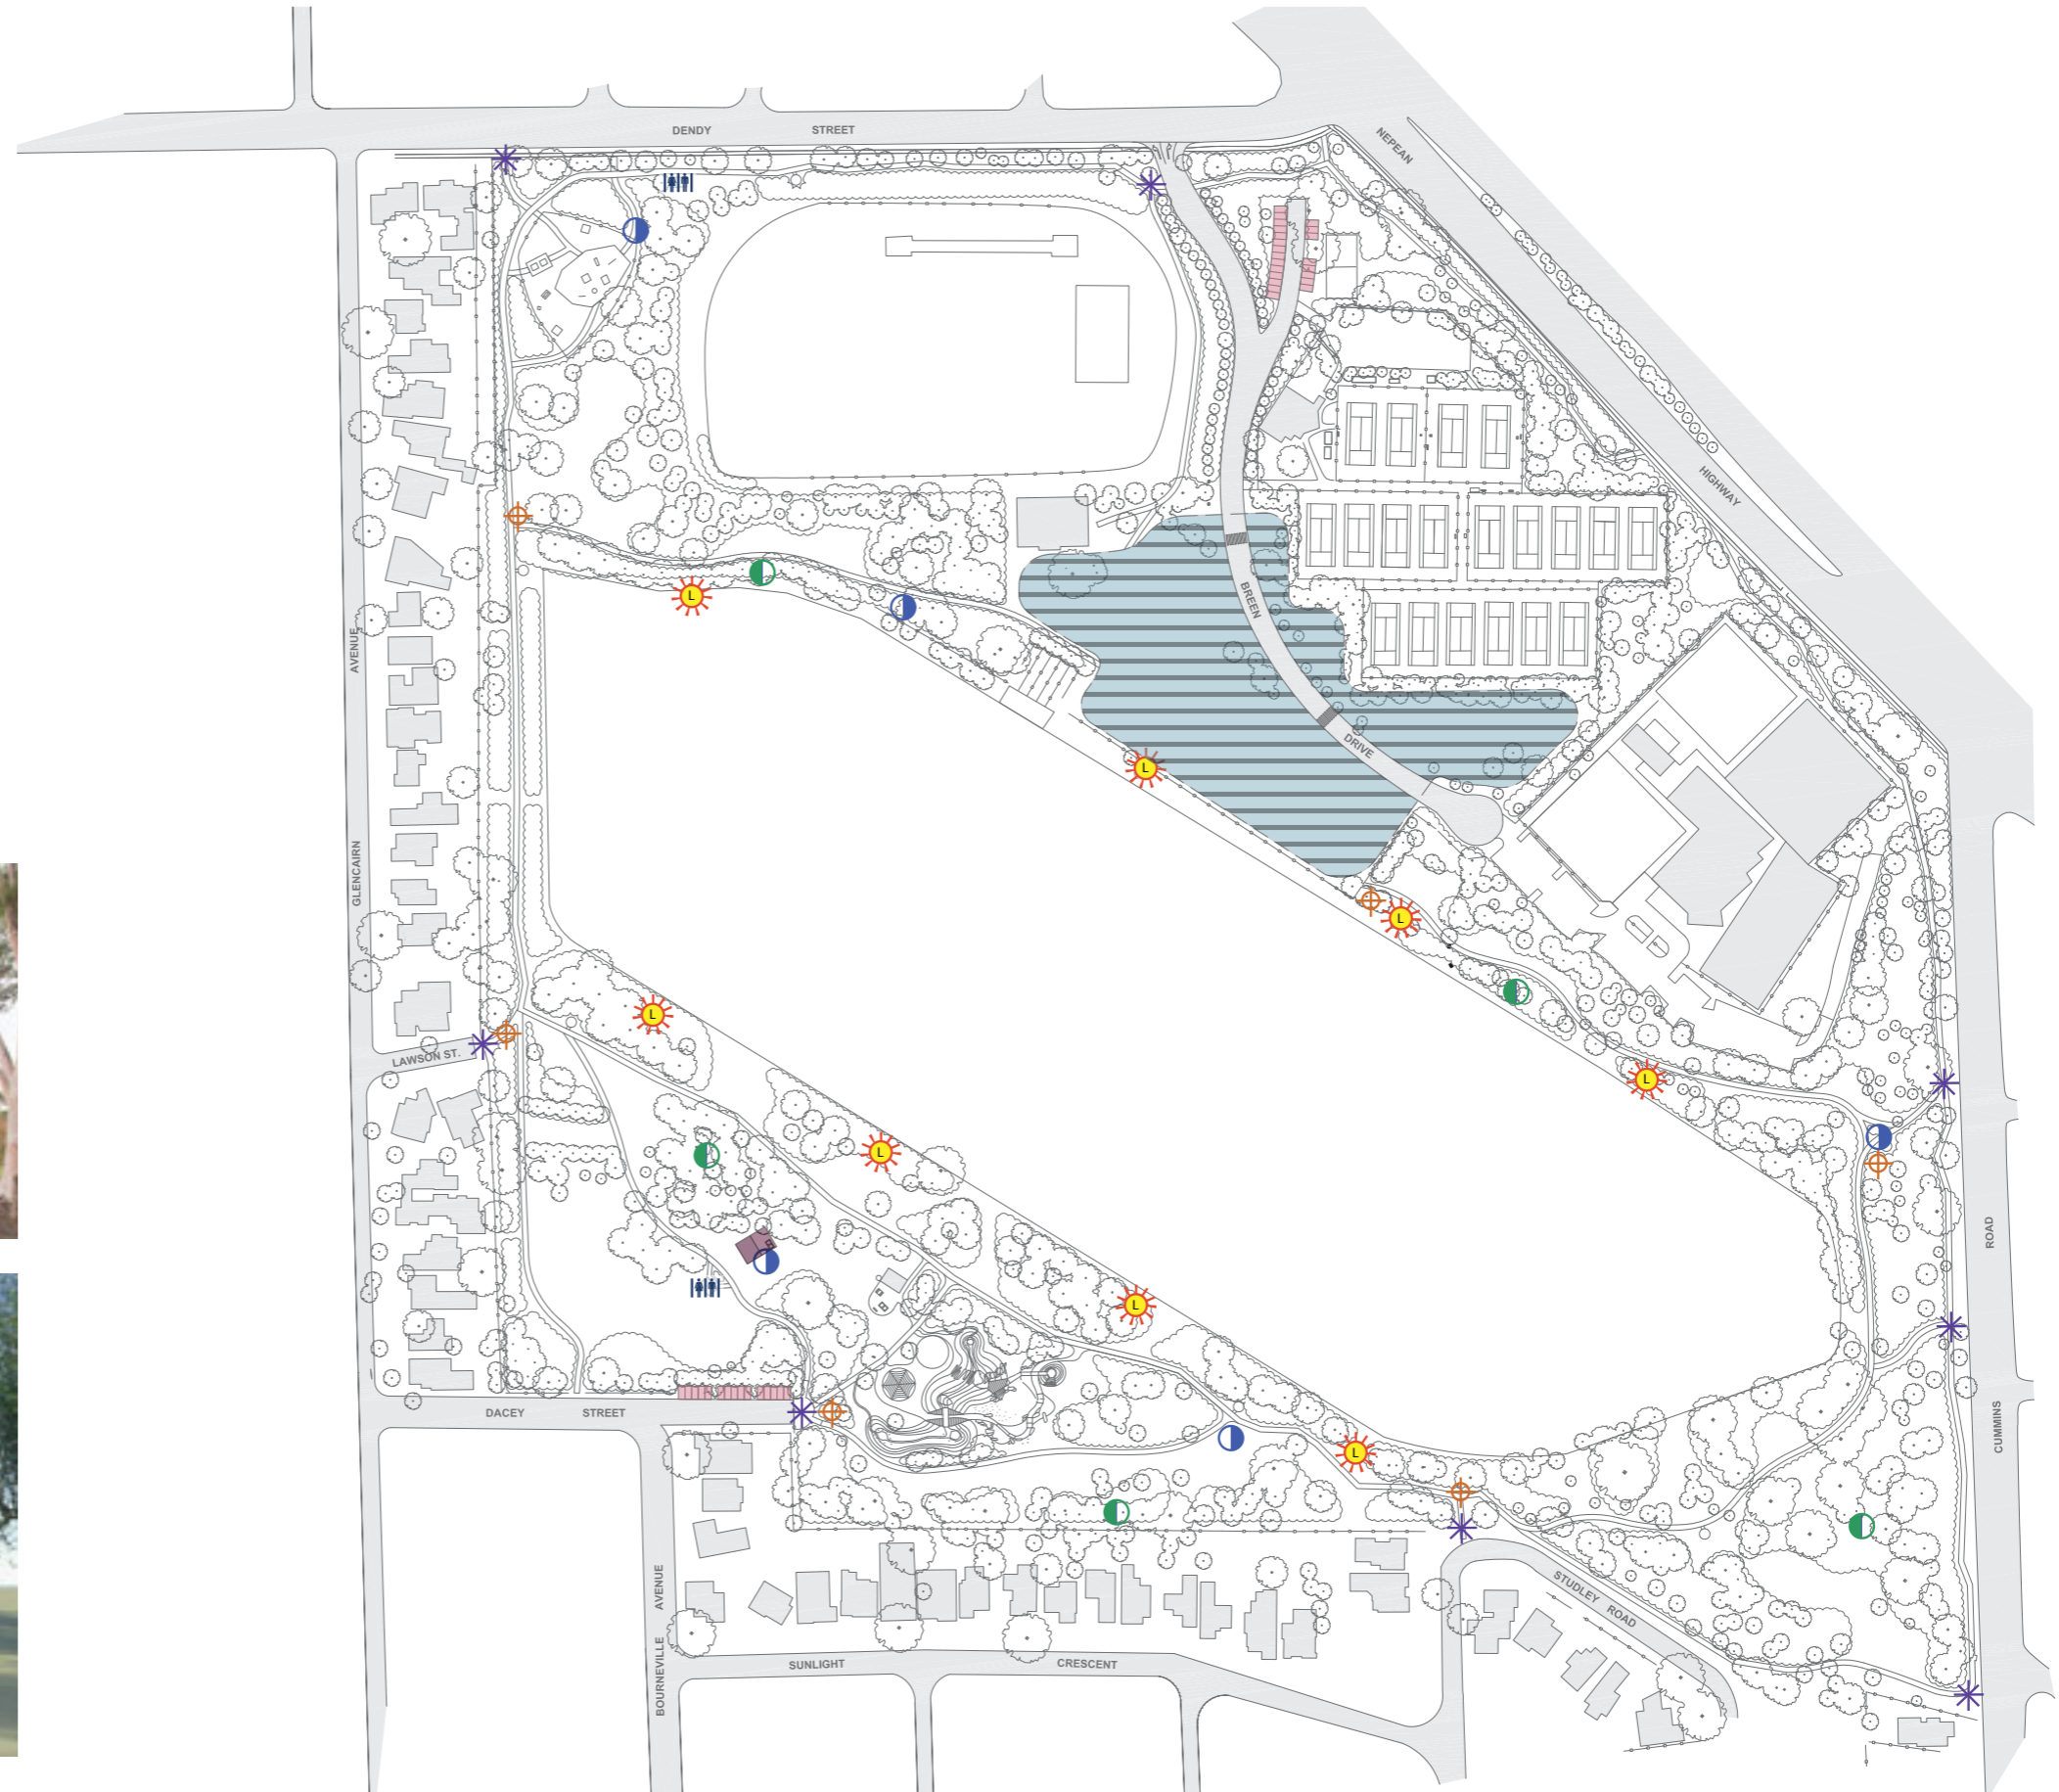 DENDY STREET
NEPEAN
HIGHWAY
L
AVENUE
BREEN
DRIVE
L
GLENCAIRN
L
L
LAWSON ST.
L
L
ROAD
L
DACEY STREET
CUMMINS
L
STUDLEY ROAD
BOURNEVILLE AVENUE
SUNLIGHT CRESCENT